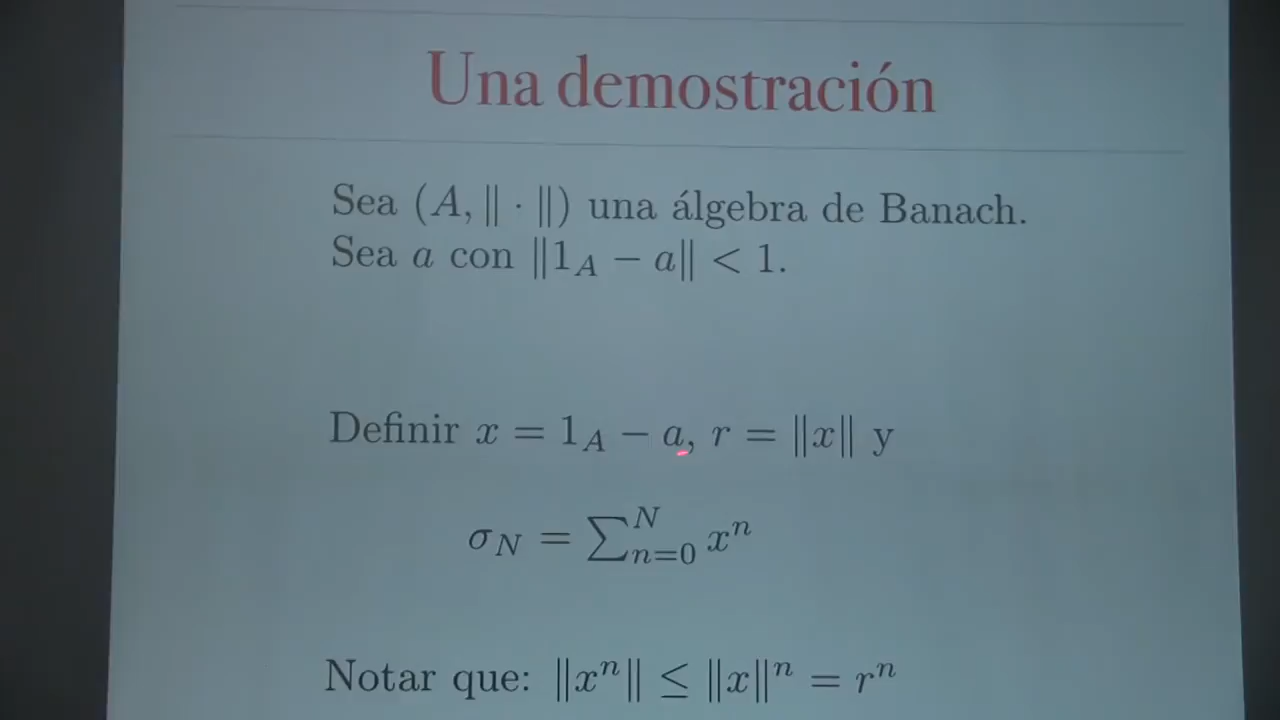 Una demostración
Sea (A, ‖ · ‖) una álgebra de Banach.
Sea a con ‖1_A − a‖ < 1.
Definir x = 1_A − a, r = ‖x‖ y
σ_N = ∑_{n=0}^{N} x^n
Notar que: ‖x^n‖ ≤ ‖x‖^n = r^n